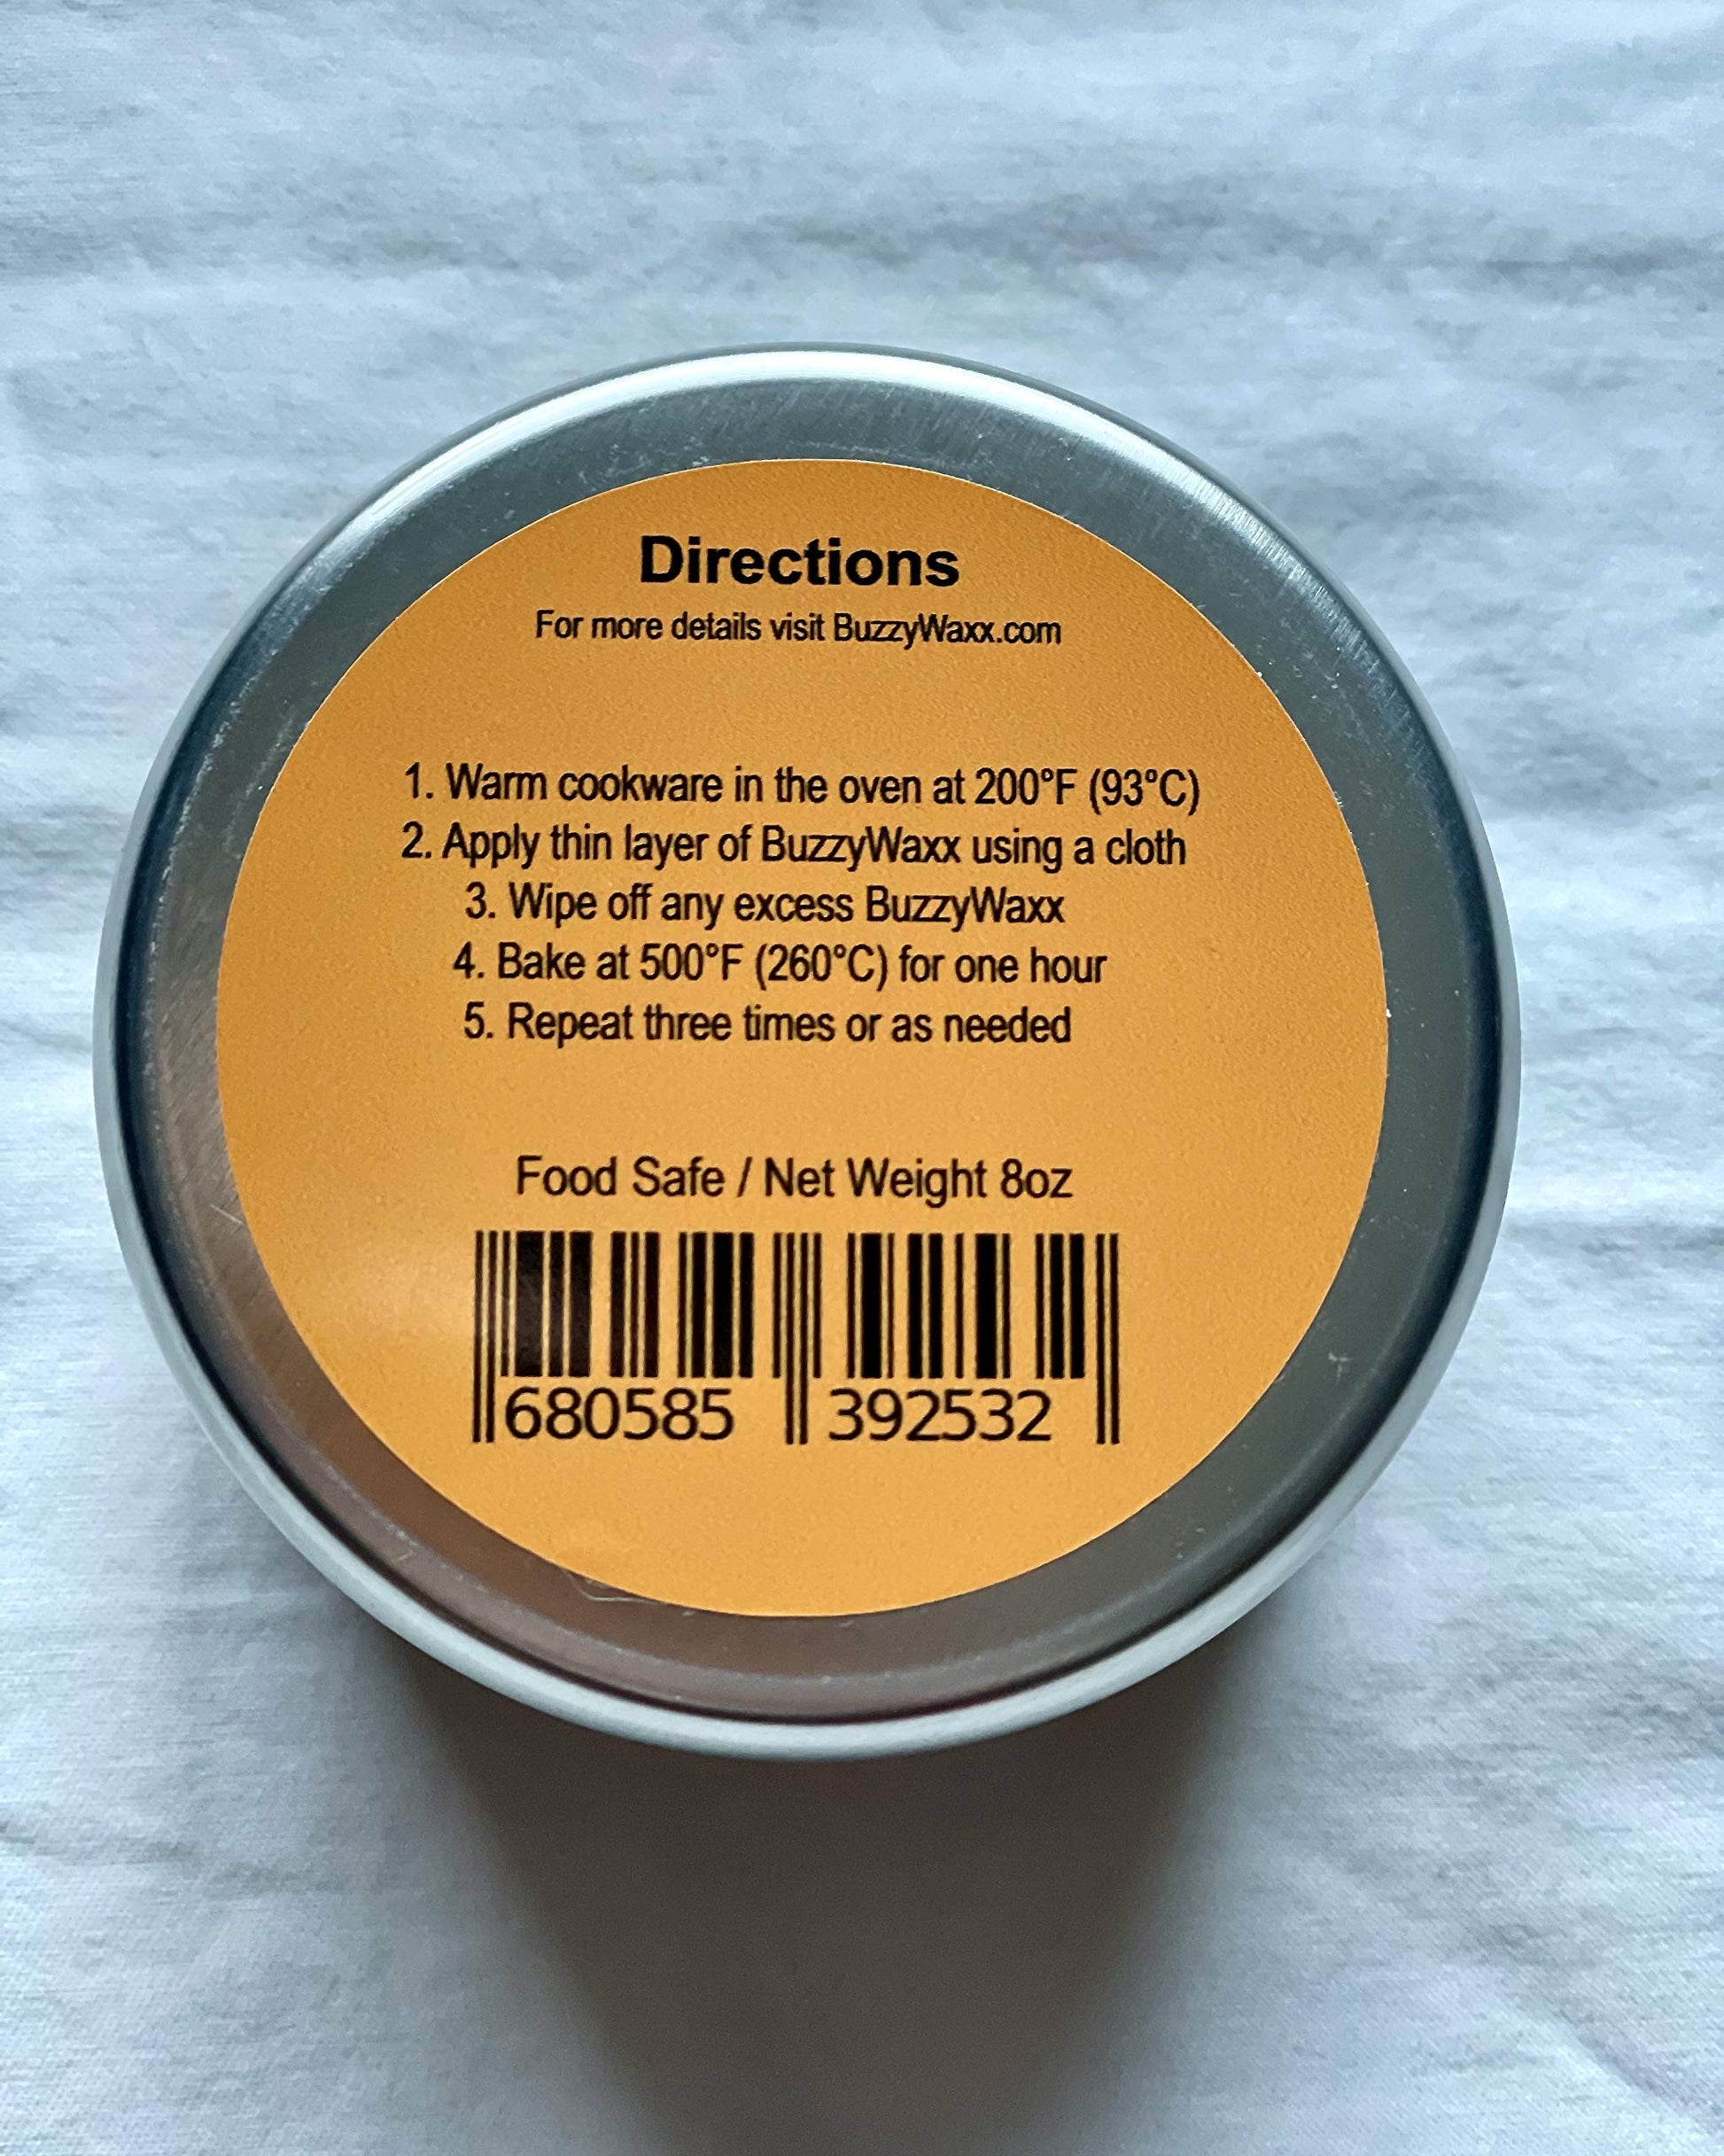 Directions
For more details visit BuzzyWaxx.com
1. Warm cookware in the oven at 200°F (93°C)
2. Apply thin layer of BuzzyWaxx using a cloth
3. Wipe off any excess BuzzyWaxx
4. Bake at 500°F (260°C) for one hour
5. Repeat three times or as needed
Food Safe / Net Weight 8oz
680585 392532